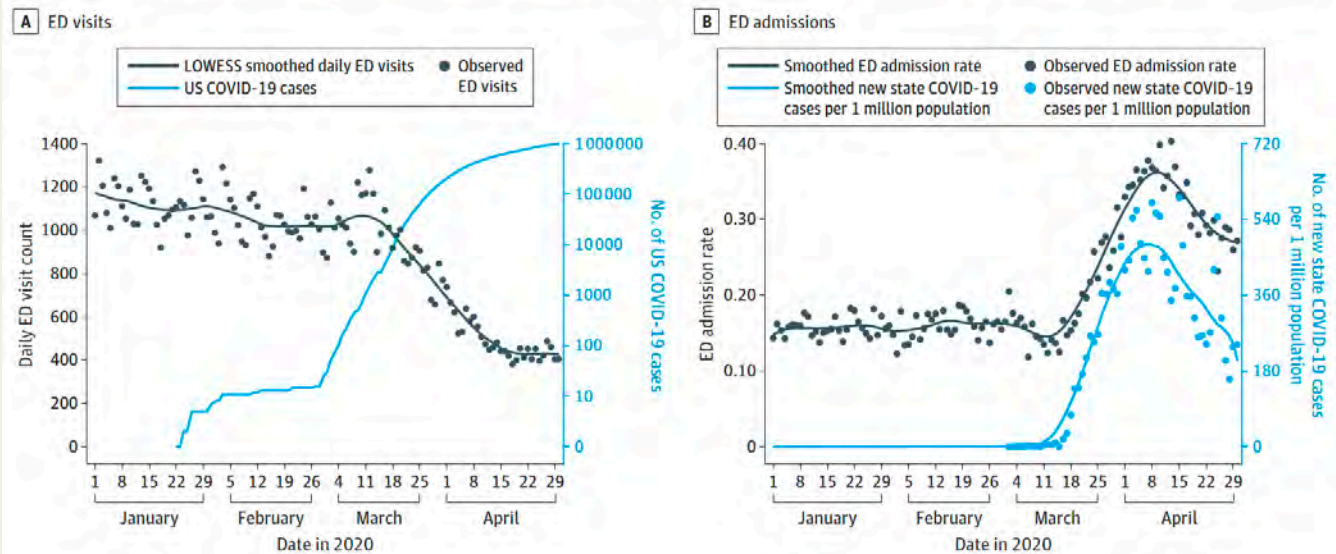 A ED visits
LOWESS smoothed daily ED visits
US COVID-19 cases
Observed
ED visits
1400
1200
1000
800
600
400
200
0
Daily ED visit count
1000000
100000
10000
1000
100
10
0
No. of US COVID-19 cases
1 8 15 22 29 5 12 19 26 4 11 18 25 1 8 15 22 29
January February March April
Date in 2020
B ED admissions
Smoothed ED admission rate
Smoothed new state COVID-19
cases per 1 million population
Observed ED admission rate
Observed new state COVID-19
cases per 1 million population
0.40
0.30
0.20
0.10
0
ED admission rate
720
540
360
180
0
No. of new state COVID-19 cases
per 1 million population
1 8 15 22 29 5 12 19 26 4 11 18 25 1 8 15 22 29
January February March April
Date in 2020